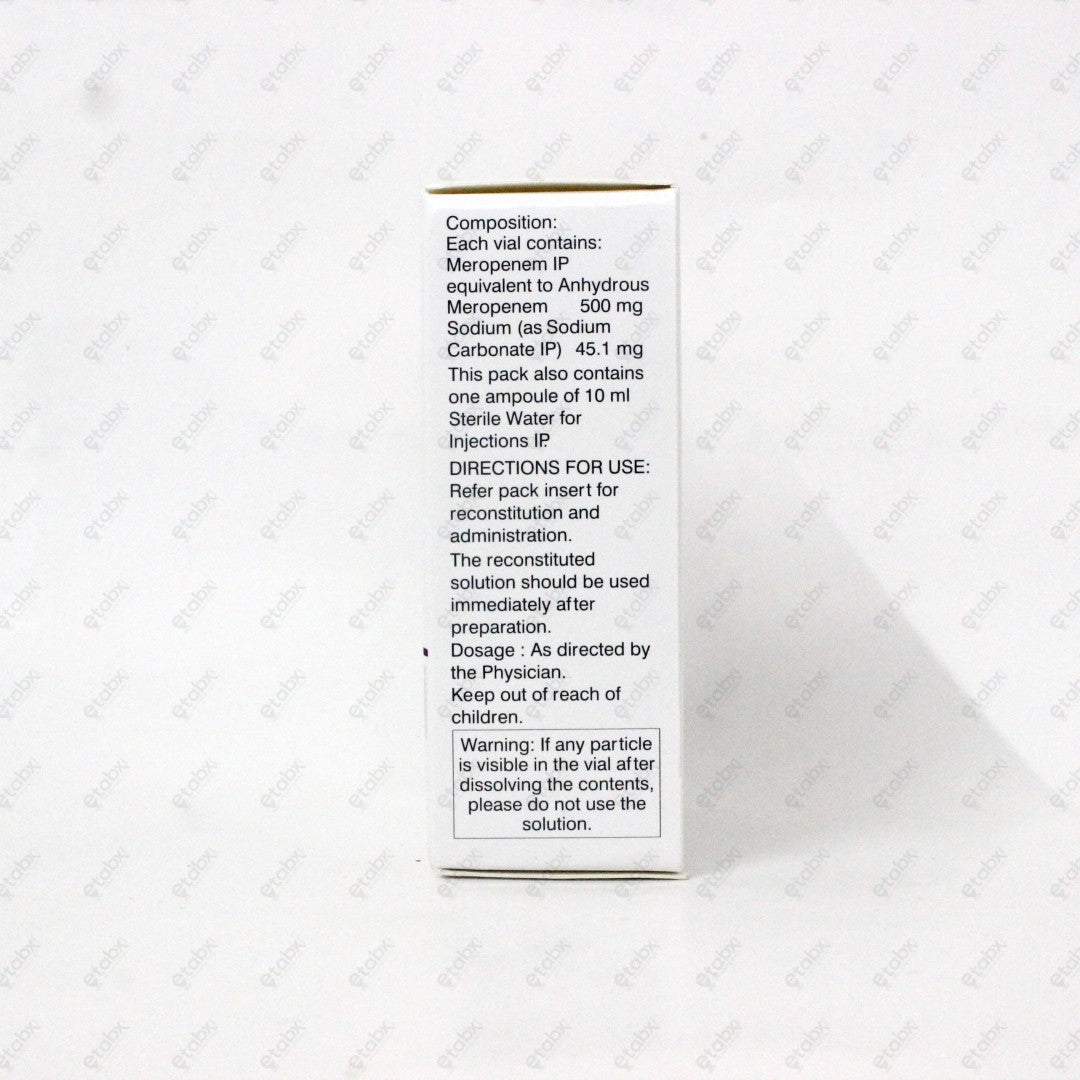 Composition:
Each vial contains:
Meropenem IP
equivalent to Anhydrous
Meropenem 500 mg
Sodium (as Sodium
Carbonate IP) 45.1 mg
This pack also contains
one ampoule of 10 ml
Sterile Water for
Injections IP.
DIRECTIONS FOR USE:
Refer pack insert for
reconstitution and
administration.
The reconstituted
solution should be used
immediately after
preparation.
Dosage : As directed by
the Physician.
Keep out of reach of
children.
Warning: If any particle
is visible in the vial after
dissolving the contents,
please do not use the
solution.
etabx